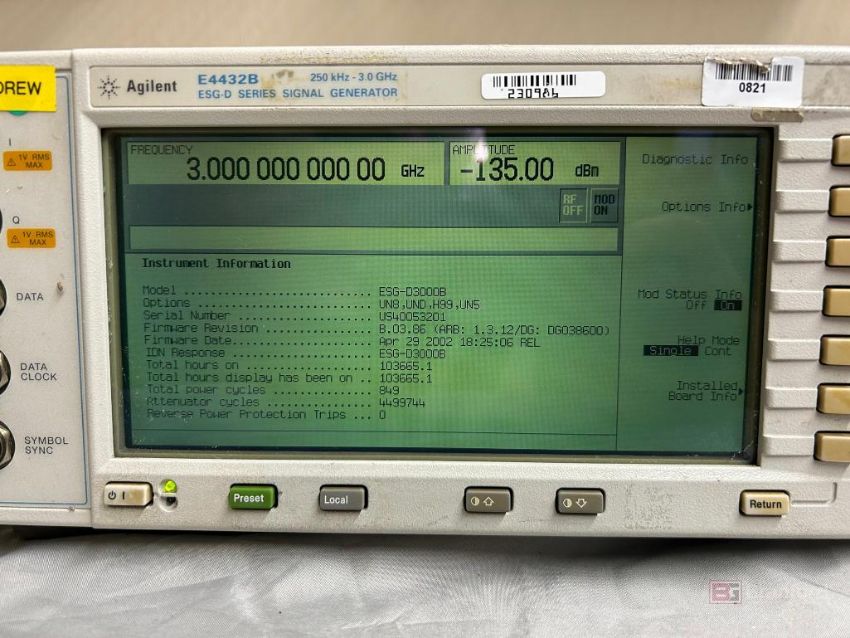 DREW
Agilent
E4432B 250 kHz - 3.0 GHz
ESG-D SERIES SIGNAL GENERATOR
230986
0821
I
1V RMS
MAX
Q
1V RMS
MAX
DATA
DATA
CLOCK
SYMBOL
SYNC
FREQUENCY
3.000 000 000 00 GHz
AMPLITUDE
-135.00 dBm
RF
OFF
MOD
ON
Instrument Information
Model ............................ ESG-D3000B
Options .......................... UN8,UND,H99,UN5
Serial Number .................... US40053201
Firmware Revision ................ B.03.86 (ARB: 1.3.12/DG: DG038600)
Firmware Date..................... Apr 29 2002 18:25:06 REL
IDN Response ..................... ESG-D3000B
Total hours on ................... 103665.1
Total hours display has been on .. 103665.1
Total power cycles ............... 849
Attenuator cycles ................ 4499744
Reverse Power Protection Trips ... 0
Diagnostic Info
Options Info
Mod Status Info
Off On
Help Mode
Single Cont
Installed
Board Info
Preset
Local
Return
BG